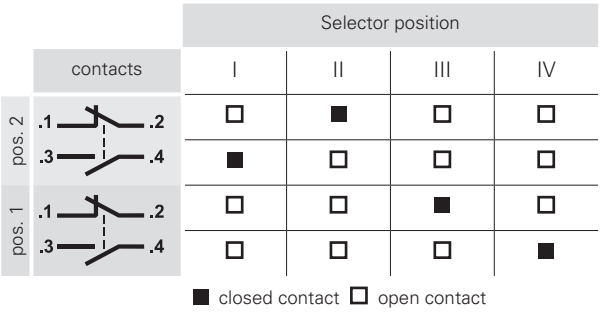 Selector position
contacts I II III IV
pos. 2
.1 .2
.3 .4
pos. 1
.1 .2
.3 .4
closed contact open contact